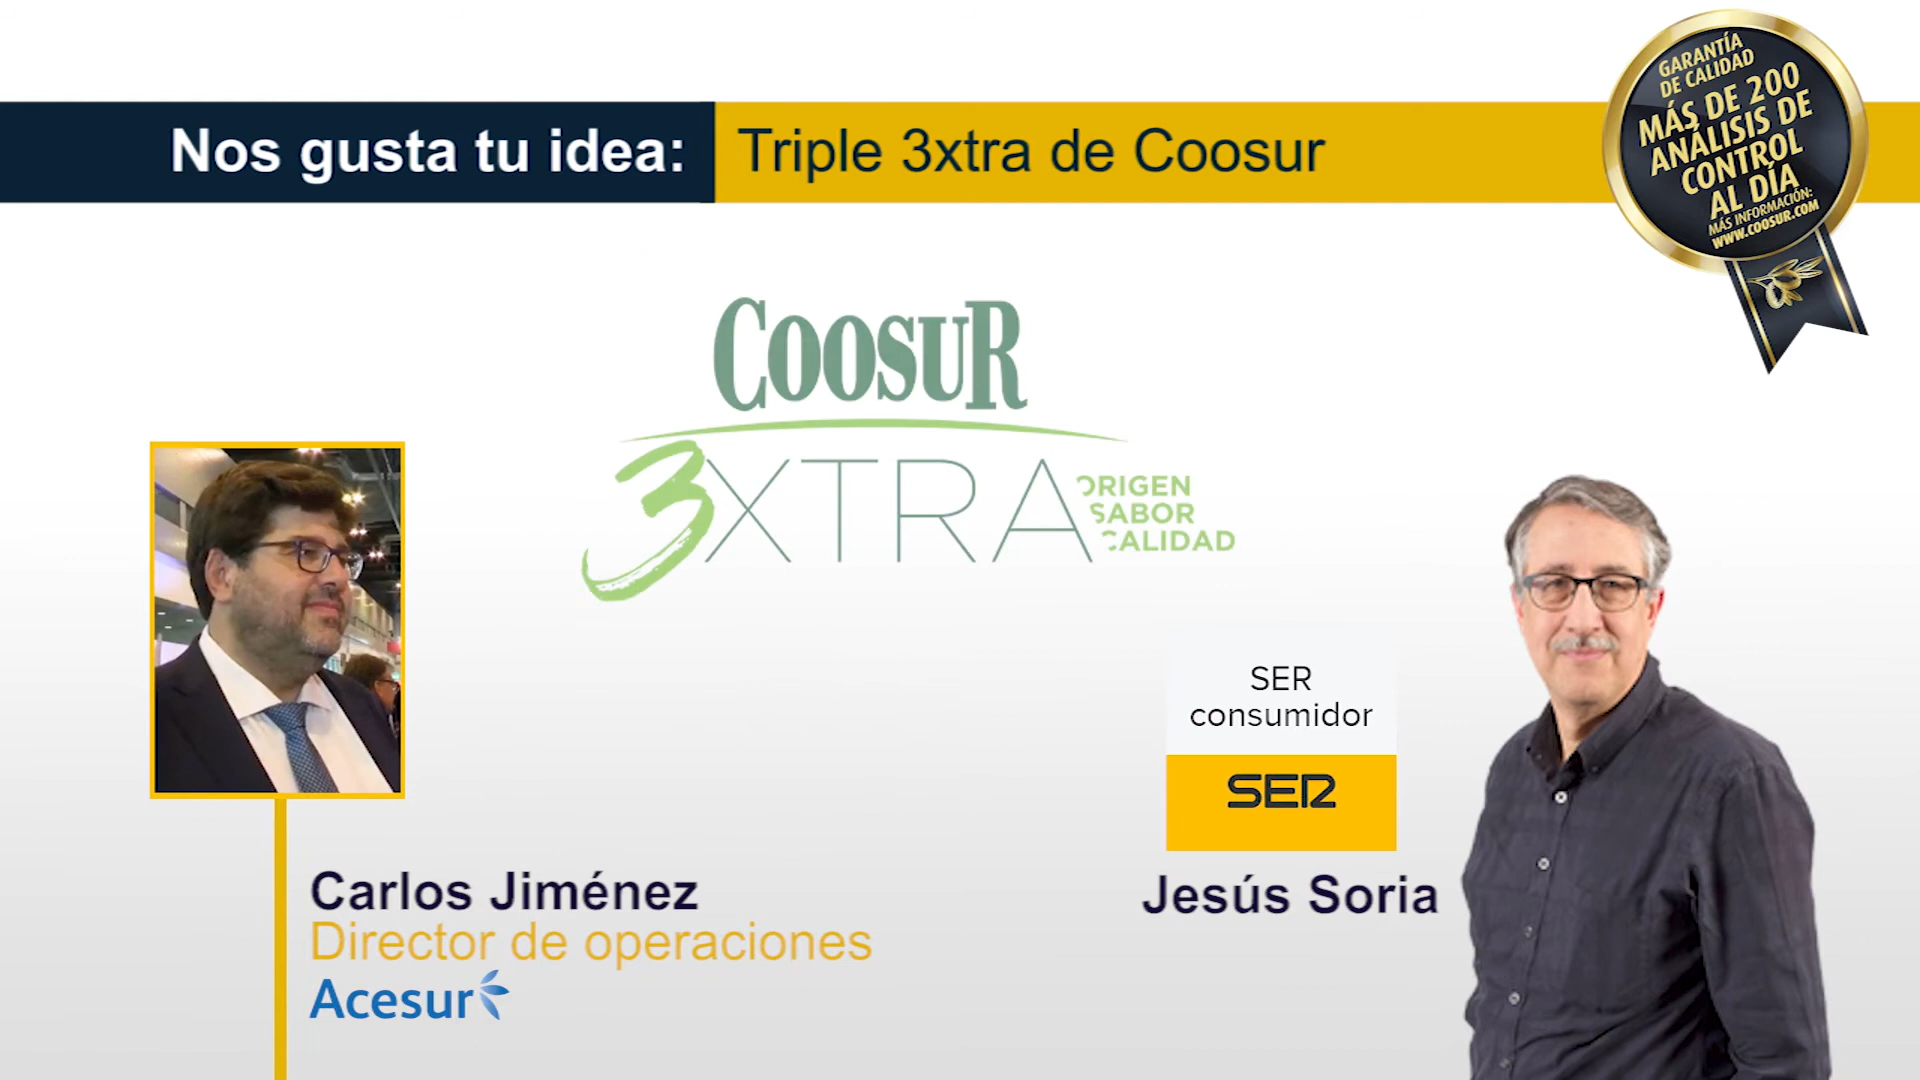 Nos gusta tu idea: Triple 3xtra de Coosur
GARANTÍA
DE CALIDAD
MÁS DE 200
ANÁLISIS DE
CONTROL
AL DÍA
MÁS INFORMACIÓN:
WWW.COOSUR.COM
COOSUR
3XTRA
ORIGEN
SABOR
CALIDAD
SER
consumidor
SER
Jesús Soria
Carlos Jiménez
Director de operaciones
Acesur